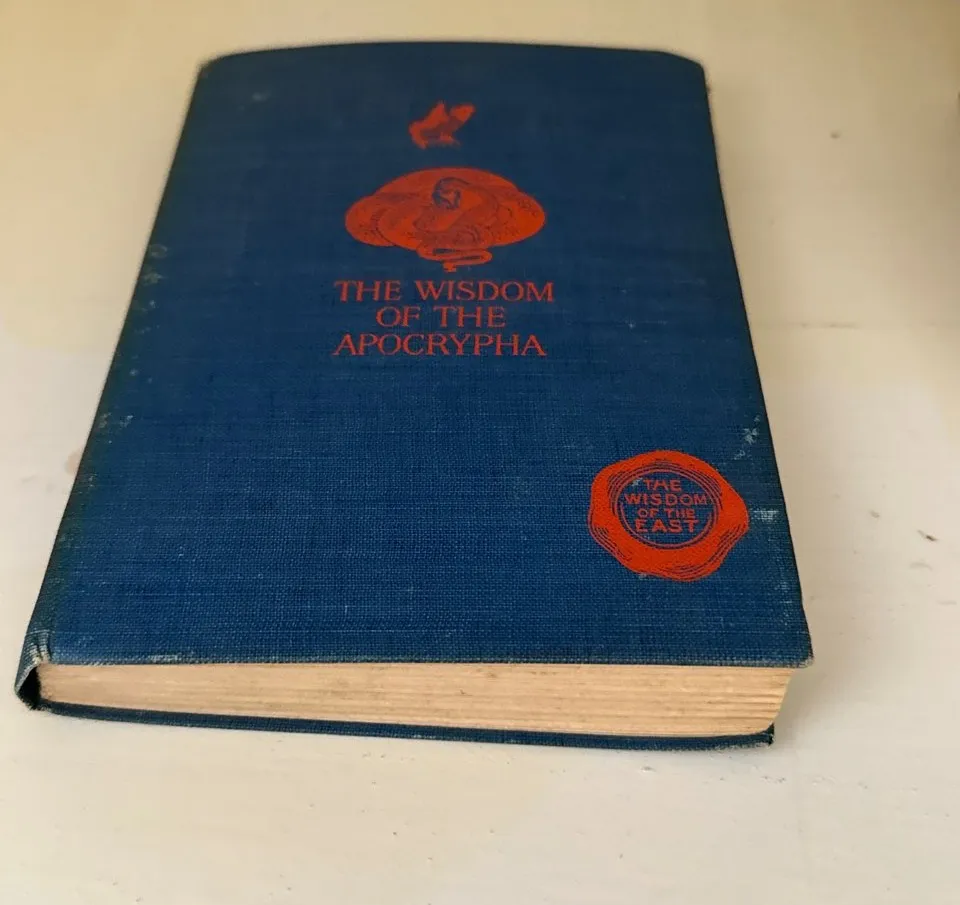 THE WISDOM
OF THE
APOCRYPHA
THE
WISDOM
OF THE
EAST